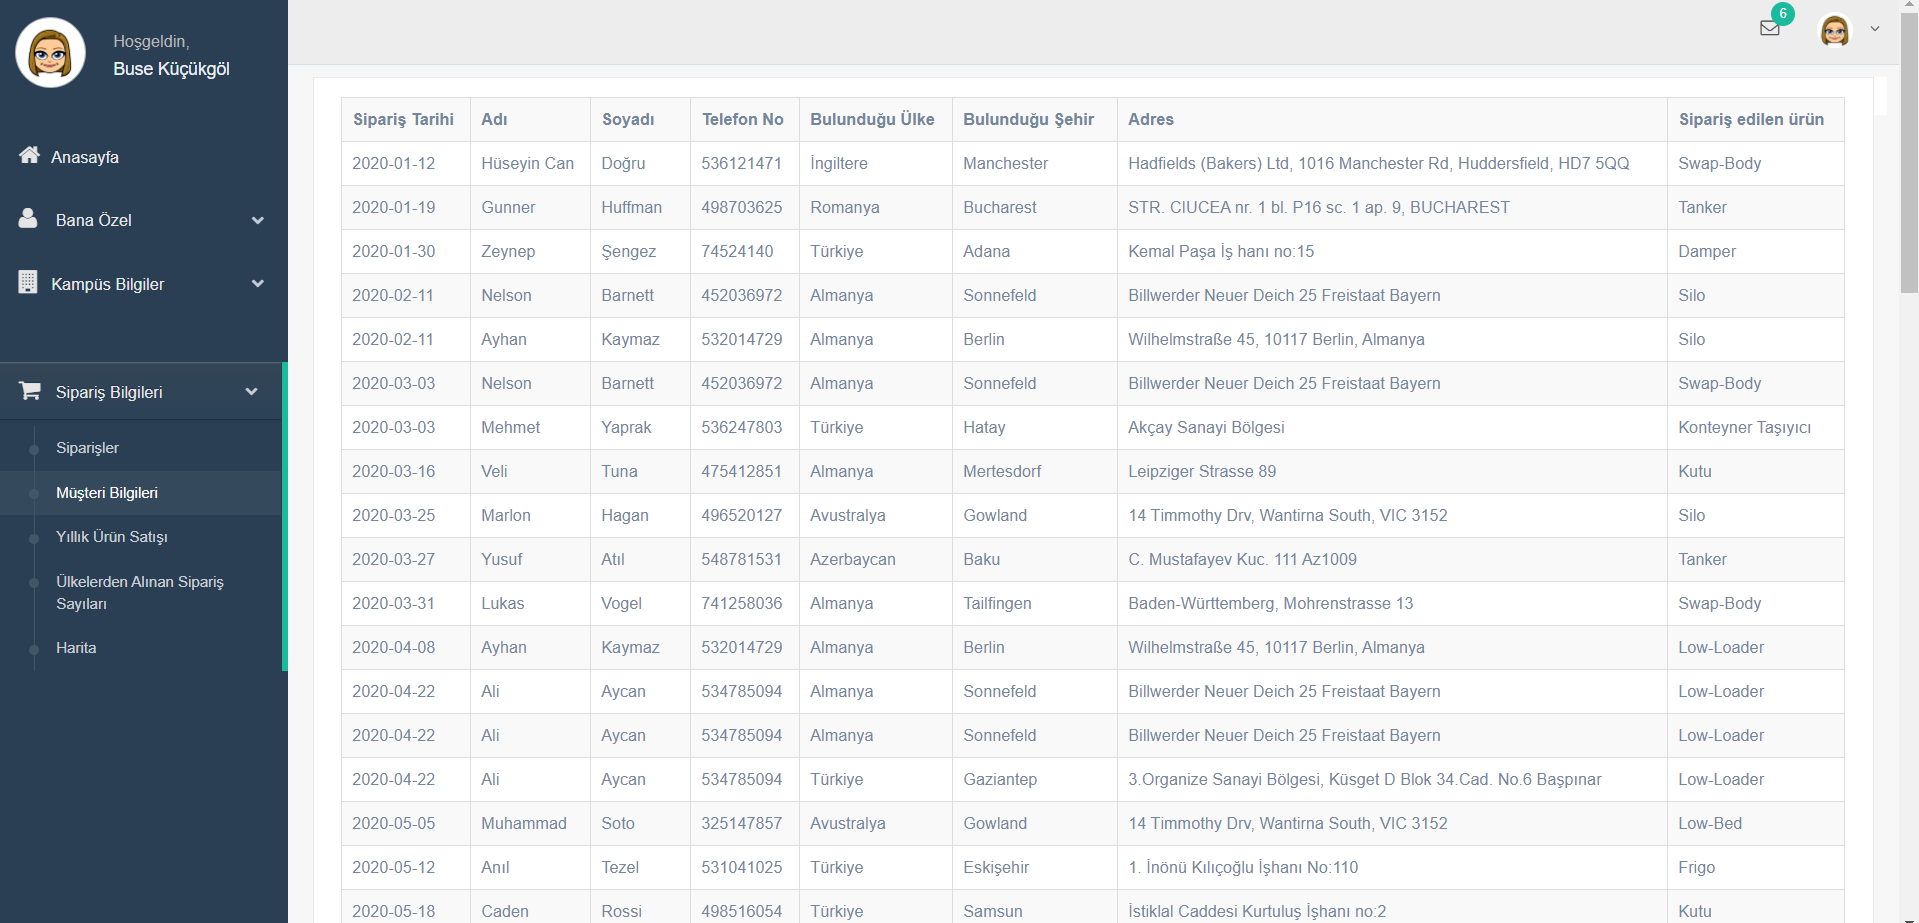 Hoşgeldin,
Buse Küçükgöl
Anasayfa
Bana Özel
Kampüs Bilgiler
Sipariş Bilgileri
Siparişler
Müşteri Bilgileri
Yıllık Ürün Satışı
Ülkelerden Alınan Sipariş
Sayıları
Harita
6
Sipariş Tarihi Adı Soyadı Telefon No Bulunduğu Ülke Bulunduğu Şehir Adres Sipariş edilen ürün
2020-01-12 Hüseyin Can Doğru 536121471 İngiltere Manchester Hadfields (Bakers) Ltd, 1016 Manchester Rd, Huddersfield, HD7 5QQ Swap-Body
2020-01-19 Gunner Huffman 498703625 Romanya Bucharest STR. CIUCEA nr. 1 bl. P16 sc. 1 ap. 9, BUCHAREST Tanker
2020-01-30 Zeynep Şengez 74524140 Türkiye Adana Kemal Paşa İş hanı no:15 Damper
2020-02-11 Nelson Barnett 452036972 Almanya Sonnefeld Billwerder Neuer Deich 25 Freistaat Bayern Silo
2020-02-11 Ayhan Kaymaz 532014729 Almanya Berlin Wilhelmstraße 45, 10117 Berlin, Almanya Silo
2020-03-03 Nelson Barnett 452036972 Almanya Sonnefeld Billwerder Neuer Deich 25 Freistaat Bayern Swap-Body
2020-03-03 Mehmet Yaprak 536247803 Türkiye Hatay Akçay Sanayi Bölgesi Konteyner Taşıyıcı
2020-03-16 Veli Tuna 475412851 Almanya Mertesdorf Leipziger Strasse 89 Kutu
2020-03-25 Marlon Hagan 496520127 Avustralya Gowland 14 Timmothy Drv, Wantirna South, VIC 3152 Silo
2020-03-27 Yusuf Atıl 548781531 Azerbaycan Baku C. Mustafayev Kuc. 111 Az1009 Tanker
2020-03-31 Lukas Vogel 741258036 Almanya Tailfingen Baden-Württemberg, Mohrenstrasse 13 Swap-Body
2020-04-08 Ayhan Kaymaz 532014729 Almanya Berlin Wilhelmstraße 45, 10117 Berlin, Almanya Low-Loader
2020-04-22 Ali Aycan 534785094 Almanya Sonnefeld Billwerder Neuer Deich 25 Freistaat Bayern Low-Loader
2020-04-22 Ali Aycan 534785094 Almanya Sonnefeld Billwerder Neuer Deich 25 Freistaat Bayern Low-Loader
2020-04-22 Ali Aycan 534785094 Türkiye Gaziantep 3.Organize Sanayi Bölgesi, Küsget D Blok 34.Cad. No.6 Başpınar Low-Loader
2020-05-05 Muhammad Soto 325147857 Avustralya Gowland 14 Timmothy Drv, Wantirna South, VIC 3152 Low-Bed
2020-05-12 Anıl Tezel 531041025 Türkiye Eskişehir 1. İnönü Kılıçoğlu İşhanı No:110 Frigo
2020-05-18 Caden Rossi 498516054 Türkiye Samsun İstiklal Caddesi Kurtuluş İşhanı no:2 Kutu